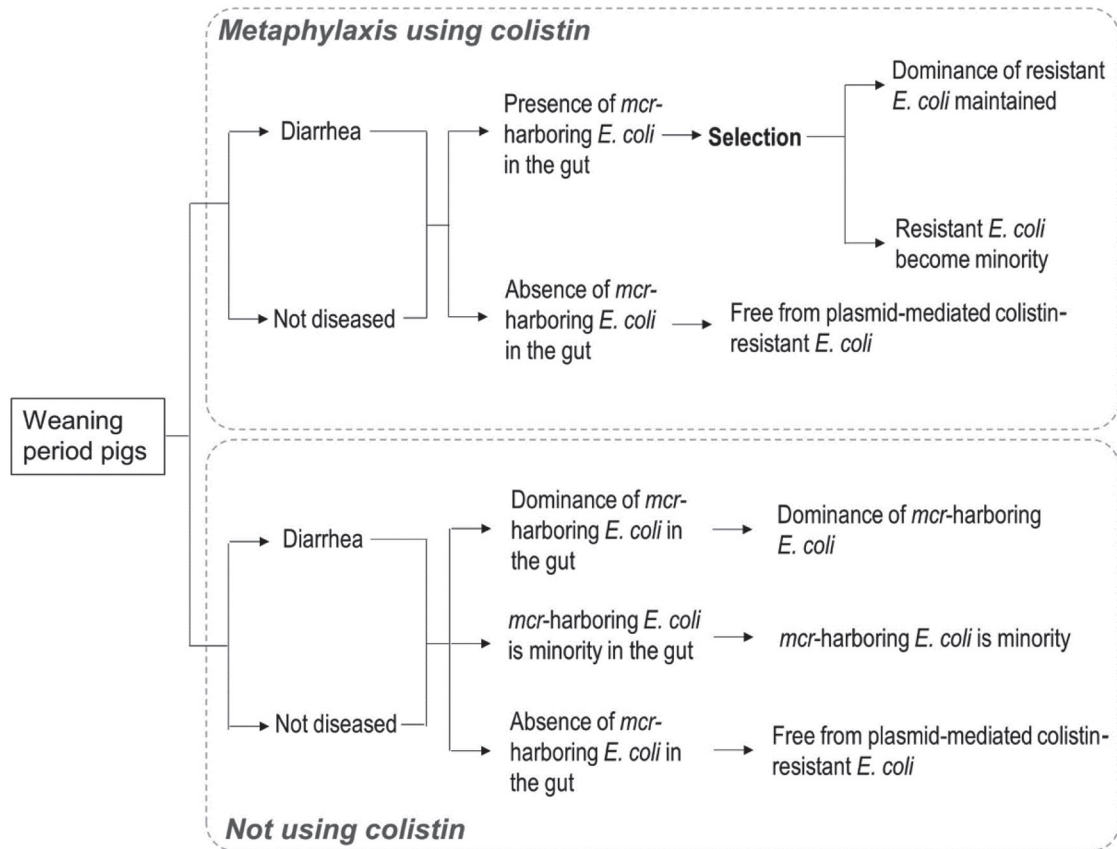 Metaphylaxis using colistin
Diarrhea
Not diseased
Presence of mcr-
harboring E. coli
in the gut
Selection
Dominance of resistant
E. coli maintained
Resistant E. coli
become minority
Absence of mcr-
harboring E. coli
in the gut
Free from plasmid-mediated colistin-
resistant E. coli
Weaning
period pigs
Diarrhea
Not diseased
Dominance of mcr-
harboring E. coli in
the gut
Dominance of mcr-harboring
E. coli
mcr-harboring E. coli
is minority in the gut
mcr-harboring E. coli is minority
Absence of mcr-
harboring E. coli in
the gut
Free from plasmid-mediated colistin-
resistant E. coli
Not using colistin